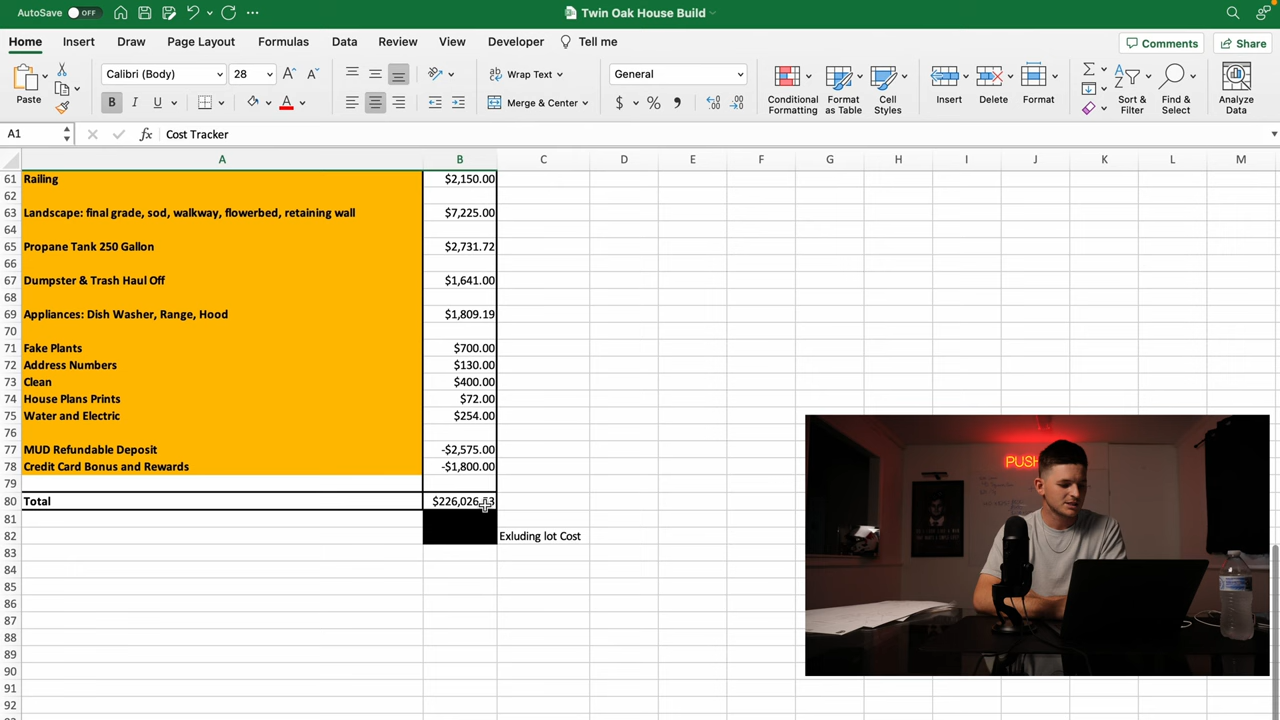 AutoSave OFF Twin Oak House Build
Home Insert Draw Page Layout Formulas Data Review View Developer Tell me Comments Share
Paste Calibri (Body) 28 Wrap Text General Conditional Formatting Format as Table Cell Styles Insert Delete Format Sort & Filter Find & Select Analyze Data
B I U A Merge & Center $ %
A1 fx Cost Tracker
A B C D E F G H I J K L M
61 Railing $2,150.00
62
63 Landscape: final grade, sod, walkway, flowerbed, retaining wall $7,225.00
64
65 Propane Tank 250 Gallon $2,731.72
66
67 Dumpster & Trash Haul Off $1,641.00
68
69 Appliances: Dish Washer, Range, Hood $1,809.19
70
71 Fake Plants $700.00
72 Address Numbers $130.00
73 Clean $400.00
74 House Plans Prints $72.00
75 Water and Electric $254.00
76
77 MUD Refundable Deposit -$2,575.00
78 Credit Card Bonus and Rewards -$1,800.00
79
80 Total
81
82 Exluding lot Cost
83
84
85
86
87
88
89
90
91
92
PUSH